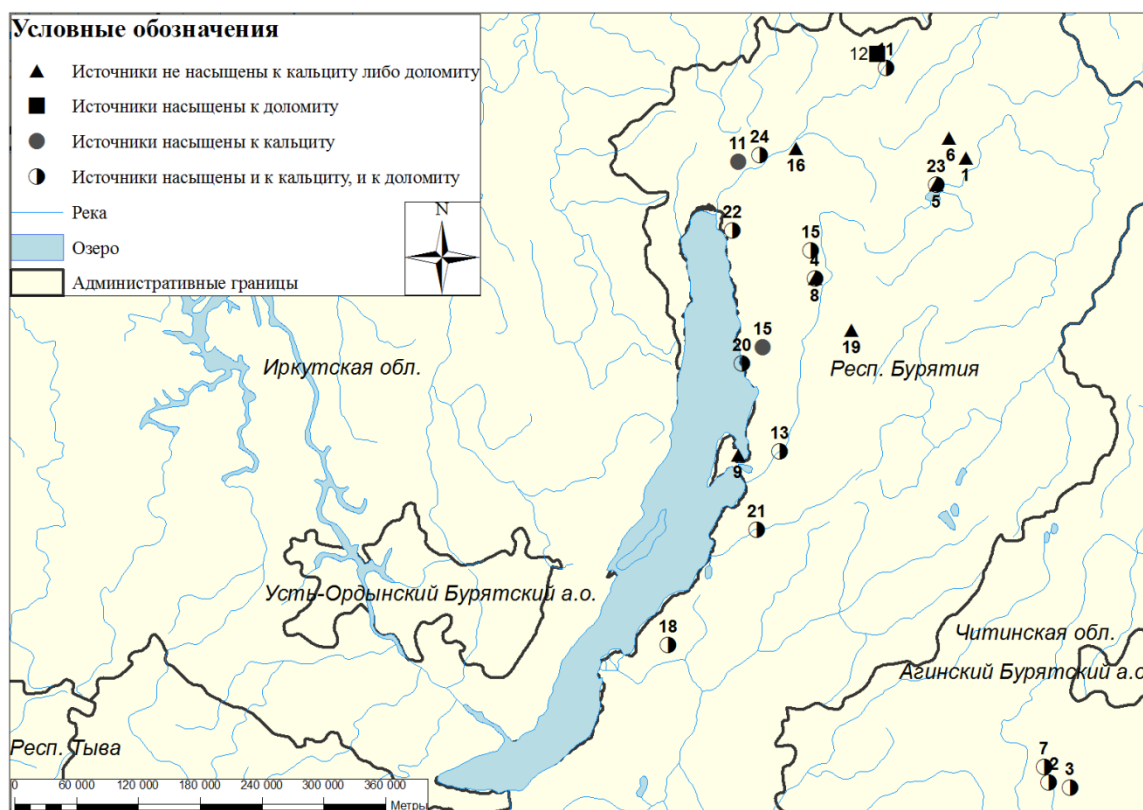 Условные обозначения
Источники не насыщены к кальциту либо доломиту
Источники насыщены к доломиту
Источники насыщены к кальциту
Источники насыщены и к кальциту, и к доломиту
Река
Озеро
Административные границы
N
12 11
6
1
24
11
16
23
5
22
15
4
8
15
20
19
Иркутская обл.
Респ. Бурятия
13
9
21
Усть-Ордынский Бурятский а.о.
18
Читинская обл.
Агинский Бурятский а.о
Респ. Тыва
7
2 3
0 60 000 120 000 180 000 240 000 300 000 360 000
Метры